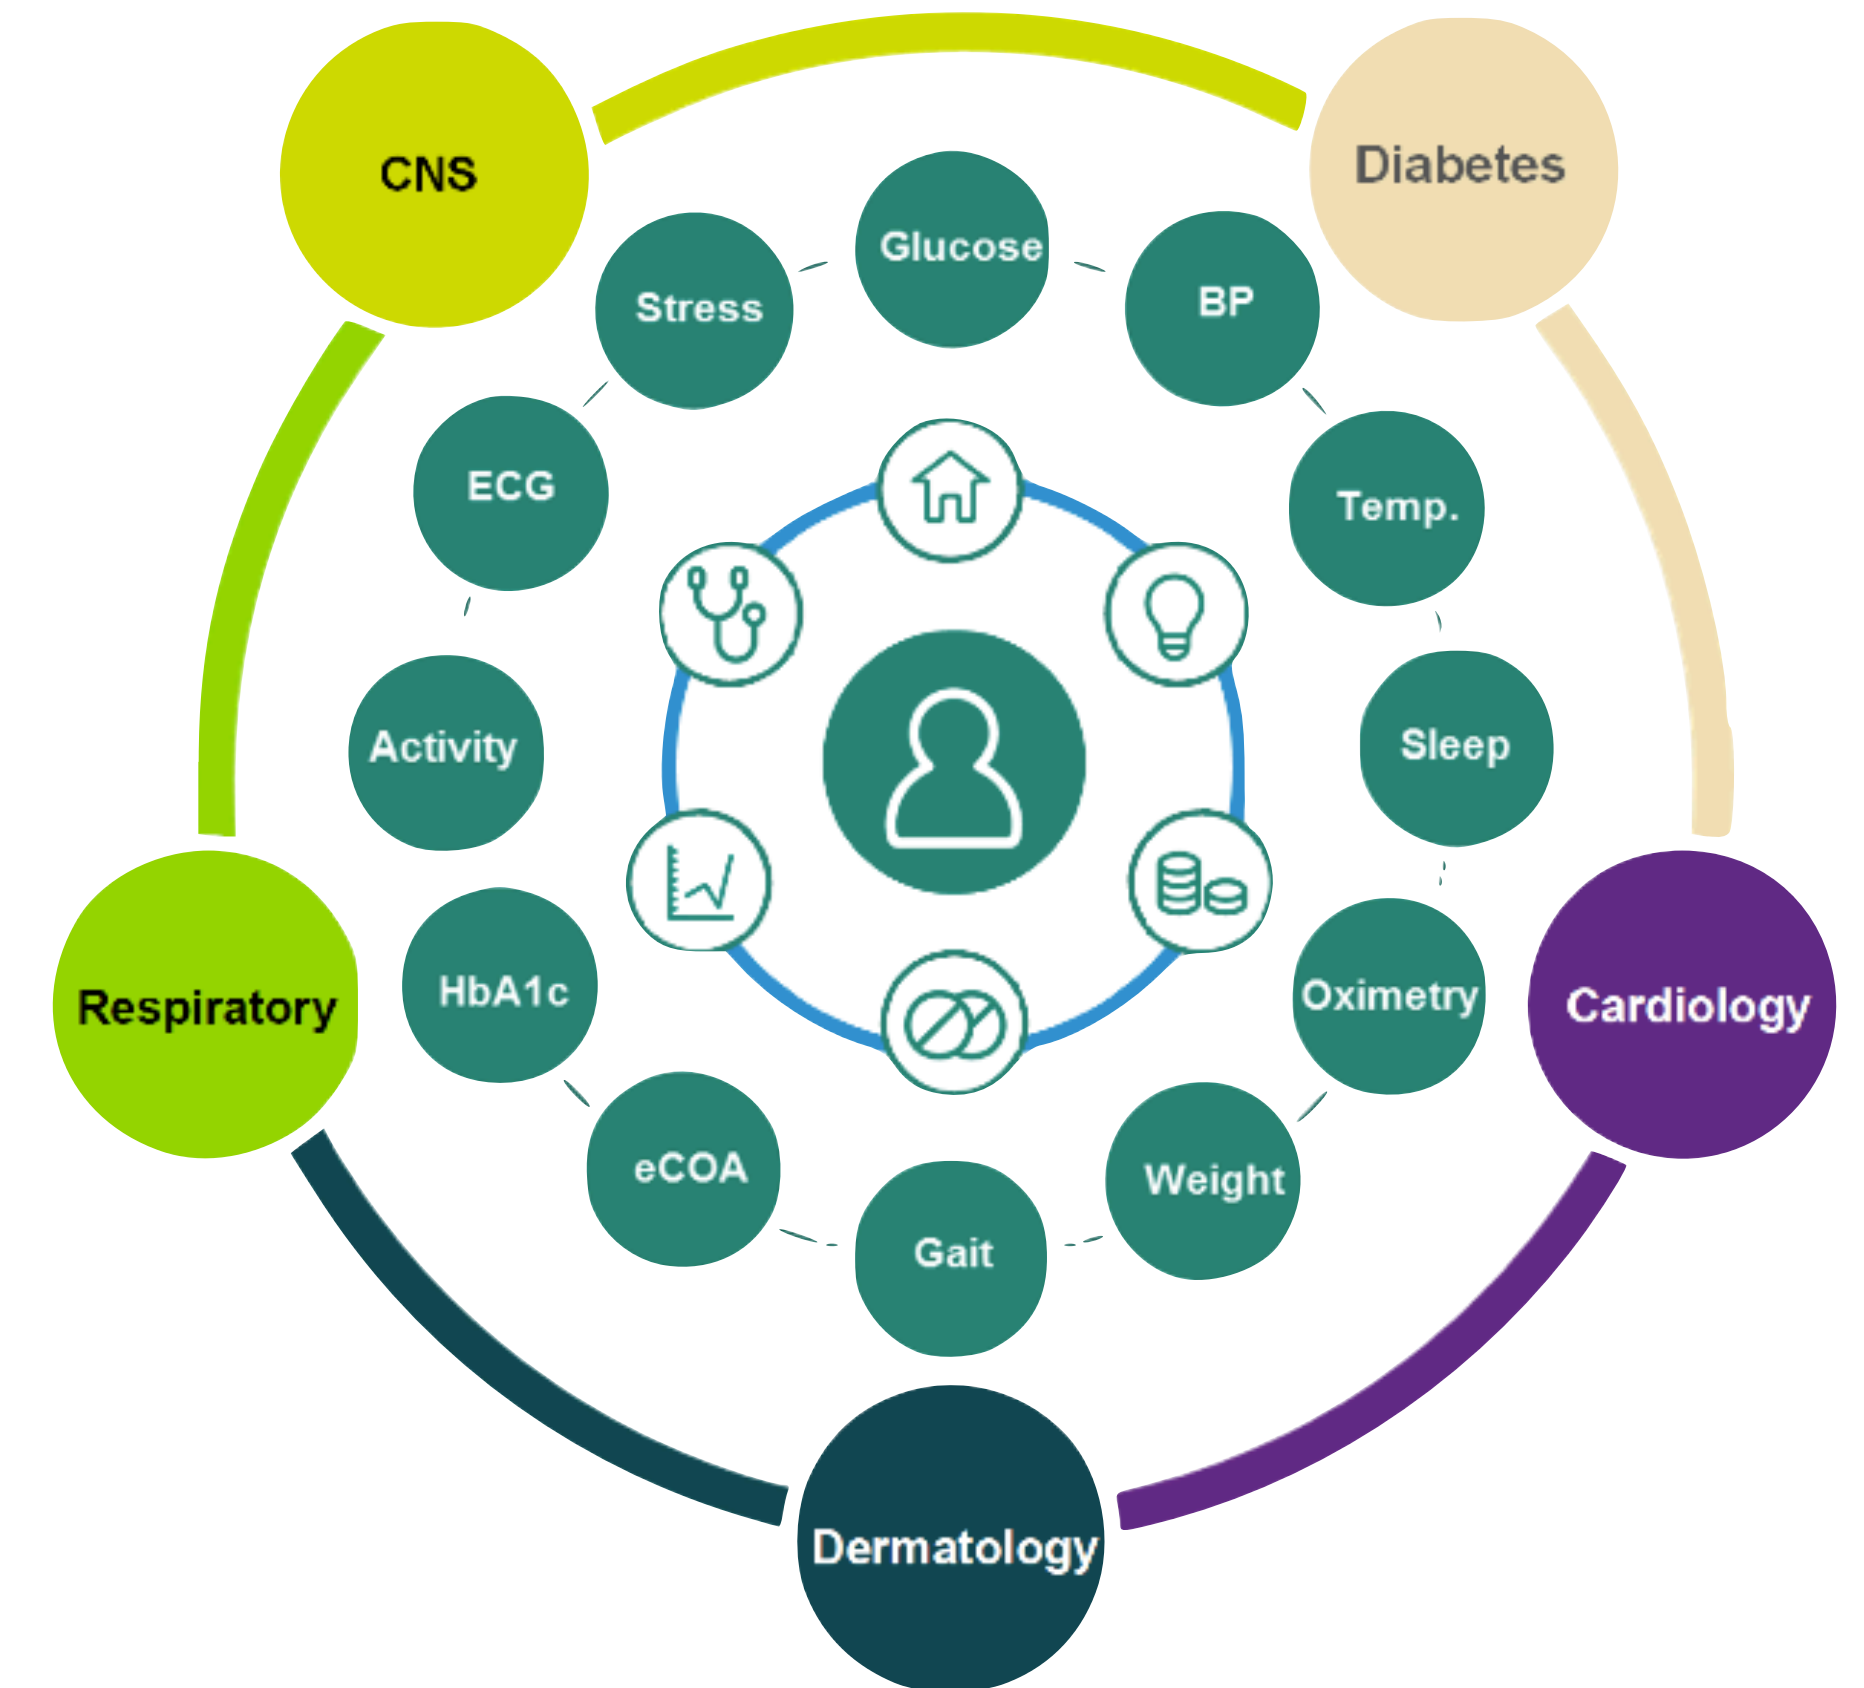 CNS
Diabetes
Glucose
Stress
BP
ECG
Temp.
Activity
Sleep
HbA1c
Oximetry
Respiratory
Cardiology
eCOA
Weight
Gait
Dermatology